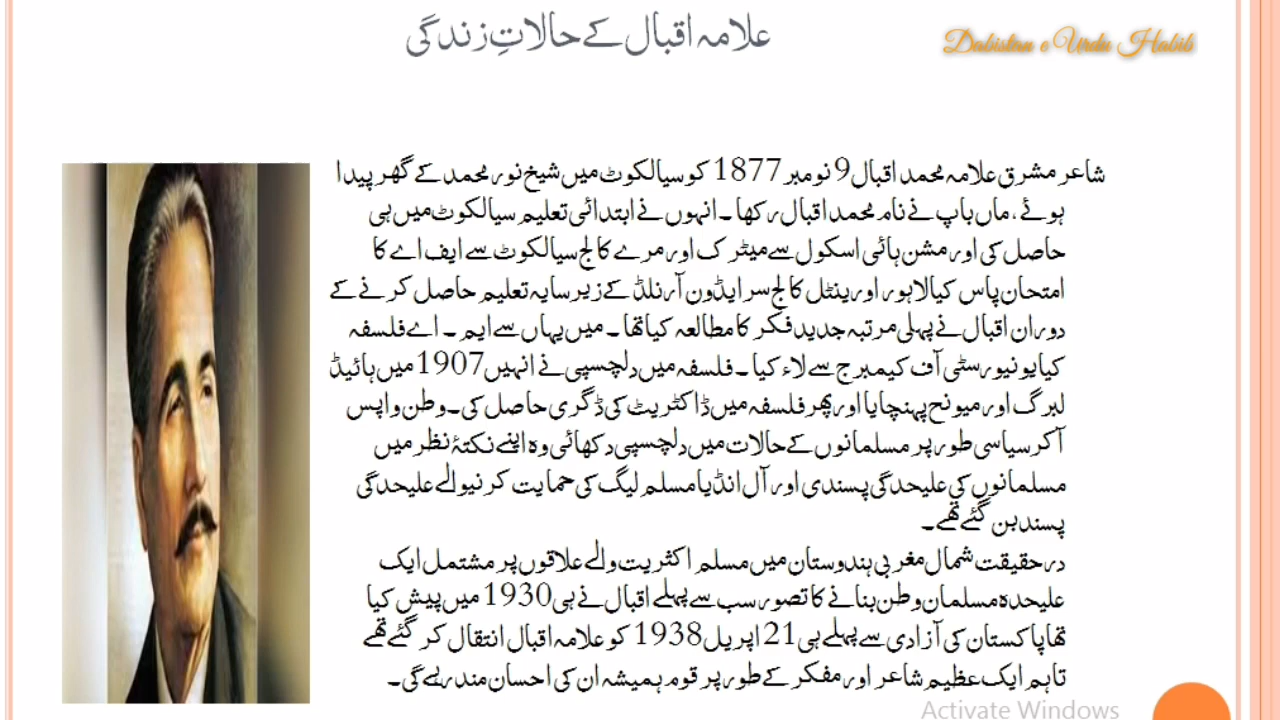 علامہ اقبال کے حالاتِ زندگی
Dabistan e Urdu Habib
شاعر مشرق علامہ محمد اقبال 9 نومبر 1877 کو سیالکوٹ میں شیخ نور محمد کے گھر پیدا
ہوئے، ماں باپ نے نام محمد اقبال رکھا۔ انہوں نے ابتدائی تعلیم سیالکوٹ میں ہی
حاصل کی اور مشن ہائی اسکول سے میٹرک اور مرے کالج سیالکوٹ سے ایف اے کا
امتحان پاس کیا لاہور اورینٹل کالج سر ایڈون آرنلڈ کے زیر سایہ تعلیم حاصل کرنے کے
دوران اقبال نے پہلی مرتبہ جدید فکر کا مطالعہ کیا تھا۔ میں یہاں سے ایم۔ اے فلسفہ
کیا یونیورسٹی آف کیمبرج سے لاء کیا۔ فلسفہ میں دلچسپی نے انہیں 1907 میں ہائیڈ
لبرگ اور میونح پہنچایا اور پھر فلسفہ میں ڈاکٹریٹ کی ڈگری حاصل کی۔ وطن واپس
آکر سیاسی طور پر مسلمانوں کے حالات میں دلچسپی دکھائی وہ اپنے نکتۂ نظر میں
مسلمانوں کی علیحدگی پسندی اور آل انڈیا مسلم لیگ کی حمایت کرنیوالے علیحدگی
پسند بن گئے تھے۔
درحقیقت شمال مغربی ہندوستان میں مسلم اکثریت والے علاقوں پر مشتمل ایک
علیحدہ مسلمان وطن بنانے کا تصور سب سے پہلے اقبال نے ہی 1930 میں پیش کیا
تھا پاکستان کی آزادی سے پہلے ہی 21 اپریل 1938 کو علامہ اقبال انتقال کر گئے تھے
تاہم ایک عظیم شاعر اور مفکر کے طور پر قوم ہمیشہ ان کی احسان مند رہے گی۔
Activate Windows